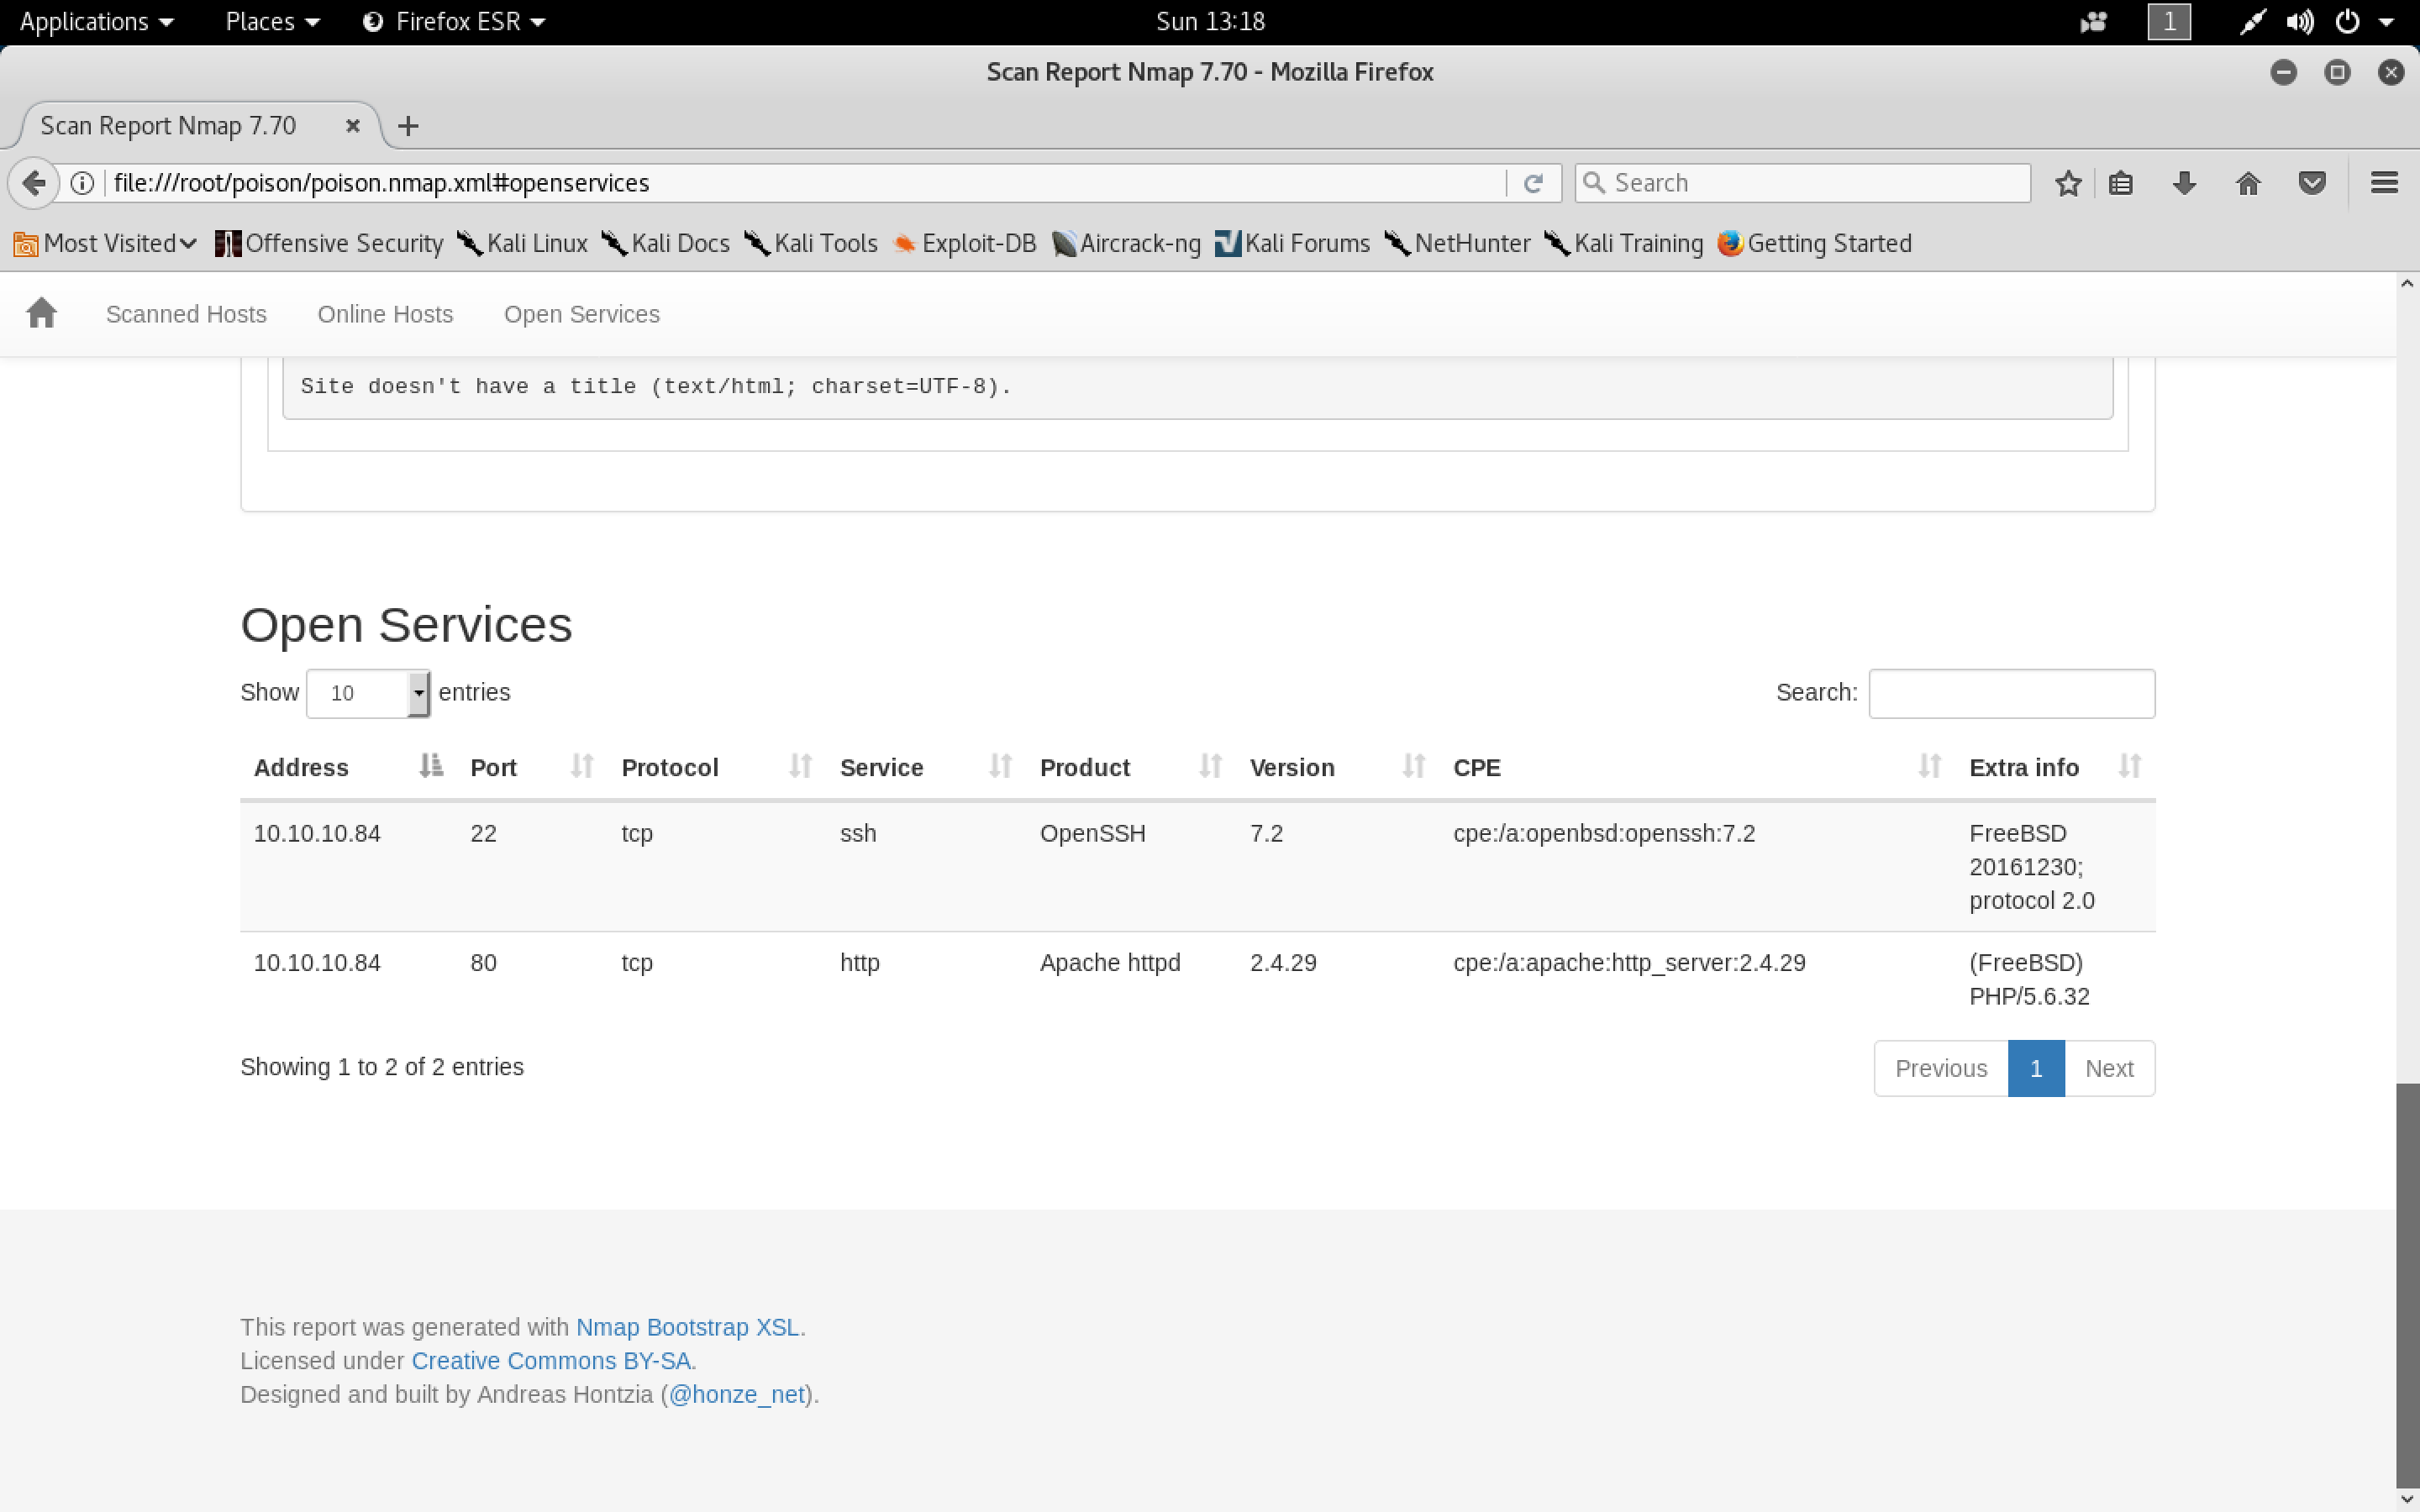 Applications Places Firefox ESR Sun 13:18 1
Scan Report Nmap 7.70 - Mozilla Firefox
Scan Report Nmap 7.70
file:///root/poison/poison.nmap.xml#openservices Search
Most Visited Offensive Security Kali Linux Kali Docs Kali Tools Exploit-DB Aircrack-ng Kali Forums NetHunter Kali Training Getting Started
Scanned Hosts Online Hosts Open Services
Site doesn't have a title (text/html; charset=UTF-8).
Open Services
Show 10 entries Search:
Address Port Protocol Service Product Version CPE Extra info
10.10.10.84 22 tcp ssh OpenSSH 7.2 cpe:/a:openbsd:openssh:7.2 FreeBSD
20161230;
protocol 2.0
10.10.10.84 80 tcp http Apache httpd 2.4.29 cpe:/a:apache:http_server:2.4.29 (FreeBSD)
PHP/5.6.32
Showing 1 to 2 of 2 entries Previous 1 Next
This report was generated with Nmap Bootstrap XSL.
Licensed under Creative Commons BY-SA.
Designed and built by Andreas Hontzia (@honze_net).